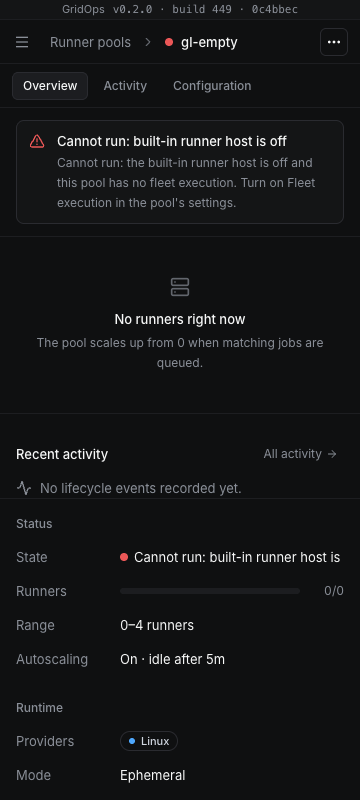 GridOps v0.2.0 · build 449 · 0c4bbec
Runner pools > gl-empty
Overview Activity Configuration
Cannot run: built-in runner host is off
Cannot run: the built-in runner host is off and
this pool has no fleet execution. Turn on Fleet
execution in the pool's settings.
No runners right now
The pool scales up from 0 when matching jobs are
queued.
Recent activity All activity →
No lifecycle events recorded yet.
Status
State Cannot run: built-in runner host is
Runners 0/0
Range 0–4 runners
Autoscaling On · idle after 5m
Runtime
Providers Linux
Mode Ephemeral